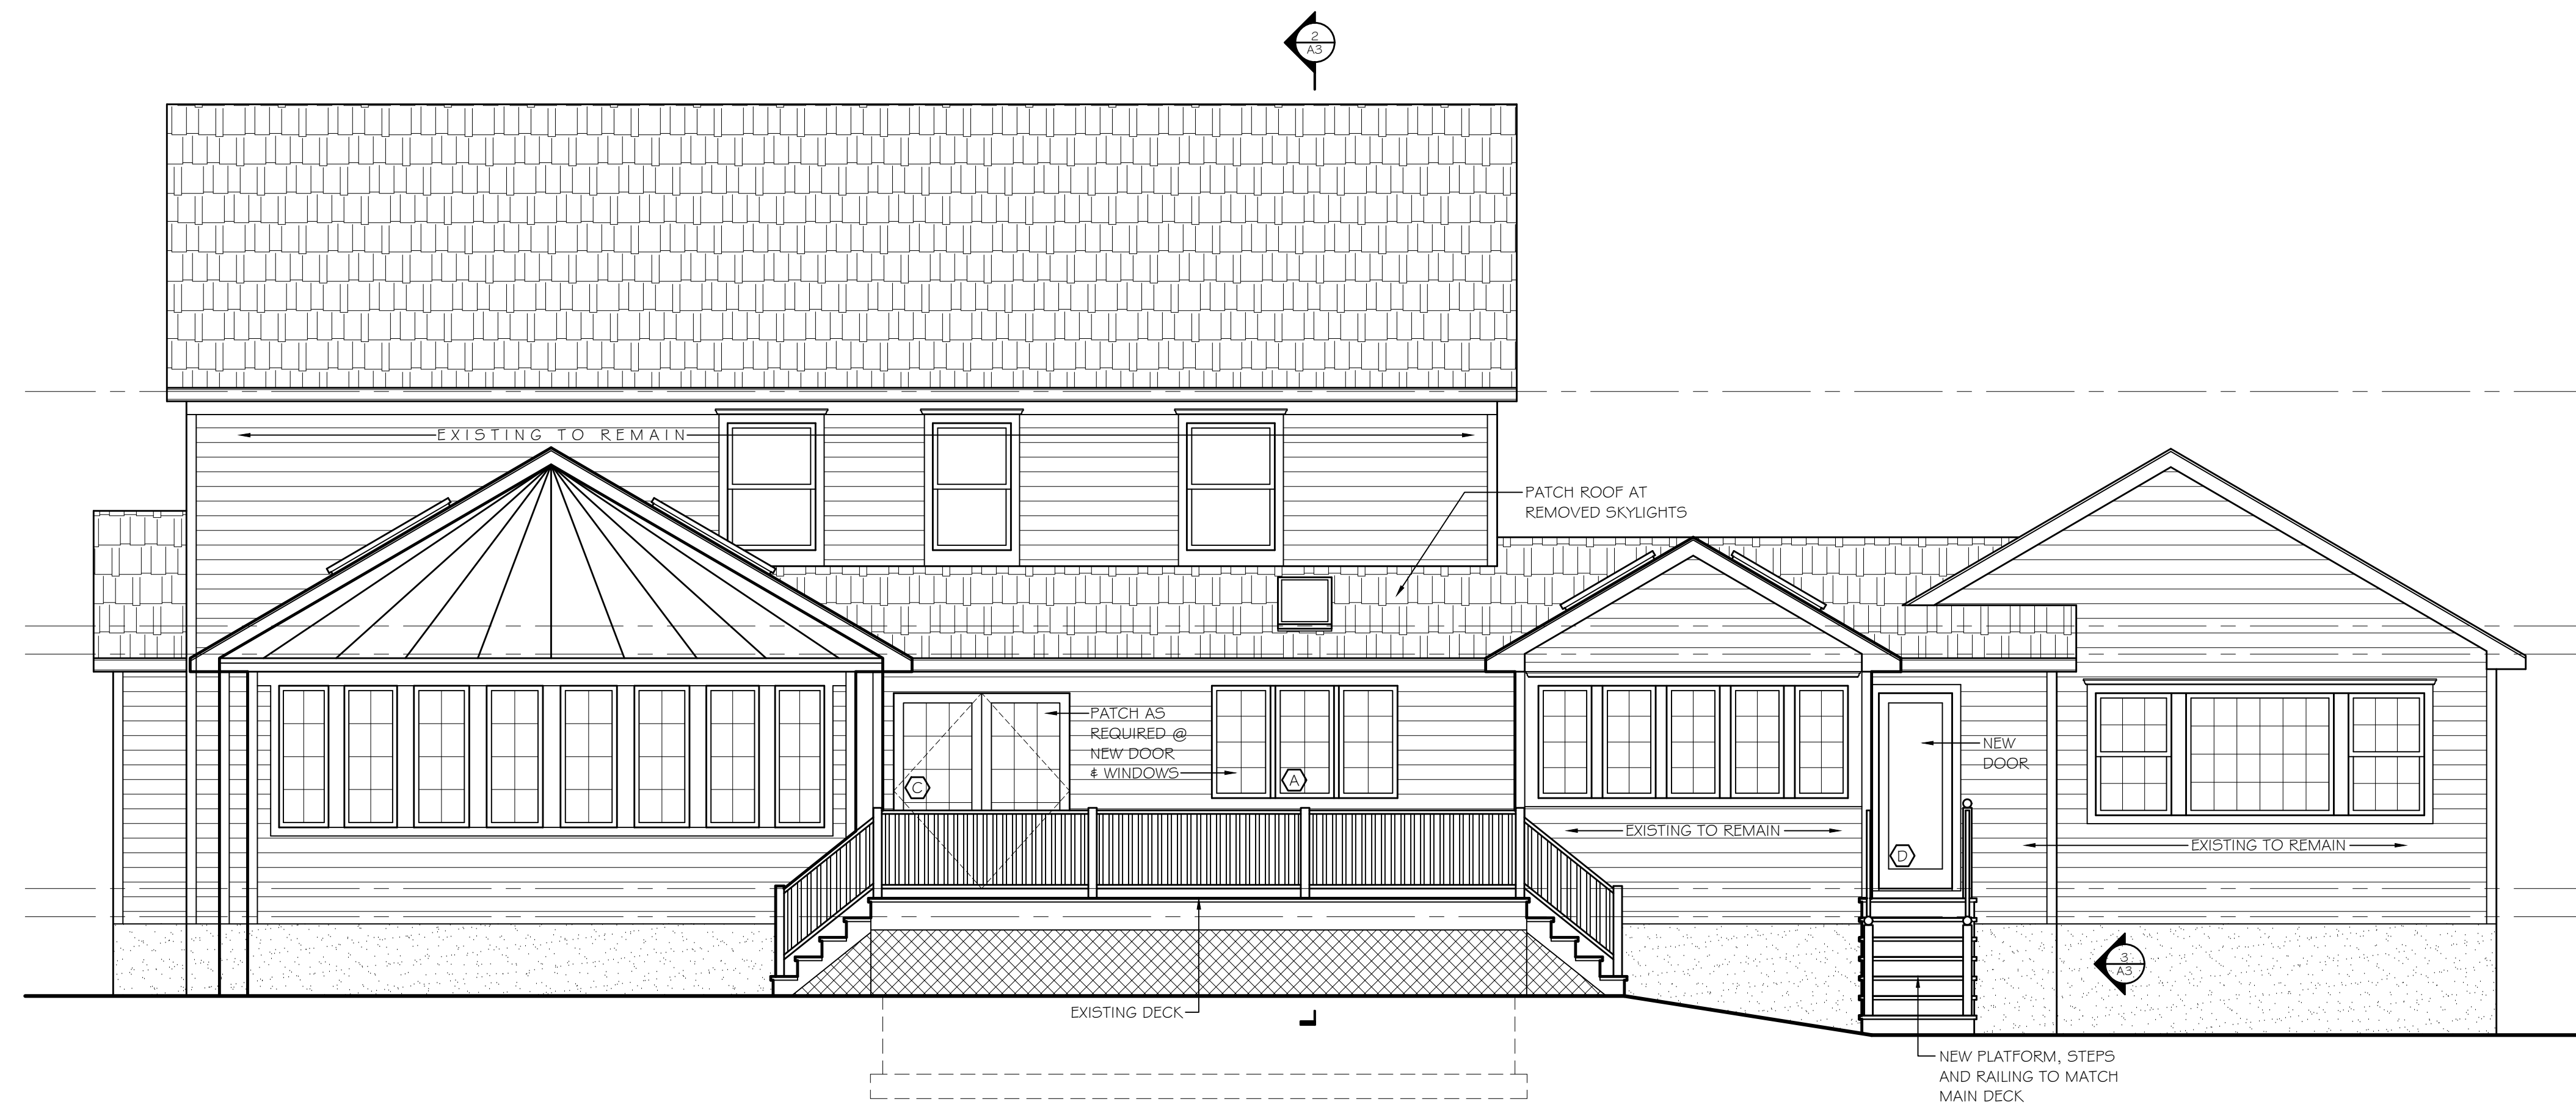 2
A3
EXISTING TO REMAIN
PATCH ROOF AT
REMOVED SKYLIGHTS
PATCH AS
REQUIRED @
NEW DOOR
& WINDOWS
C
A
NEW
DOOR
EXISTING TO REMAIN
EXISTING TO REMAIN
D
3
A3
EXISTING DECK
NEW PLATFORM, STEPS
AND RAILING TO MATCH
MAIN DECK